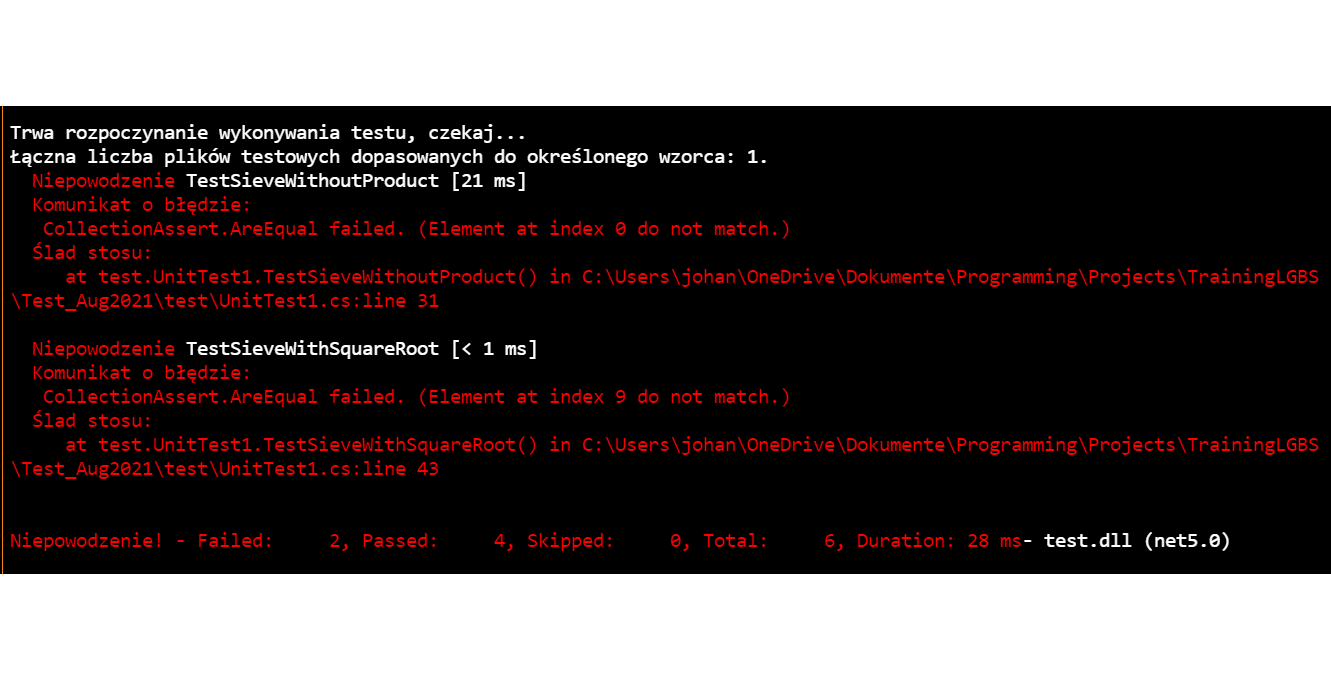 Trwa rozpoczynanie wykonywania testu, czekaj...
Łączna liczba plików testowych dopasowanych do określonego wzorca: 1.
Niepowodzenie TestSieveWithoutProduct [21 ms]
Komunikat o błędzie:
CollectionAssert.AreEqual failed. (Element at index 0 do not match.)
Ślad stosu:
at test.UnitTest1.TestSieveWithoutProduct() in C:\Users\johan\OneDrive\Dokumente\Programming\Projects\TrainingLGBS
\Test_Aug2021\test\UnitTest1.cs:line 31
Niepowodzenie TestSieveWithSquareRoot [< 1 ms]
Komunikat o błędzie:
CollectionAssert.AreEqual failed. (Element at index 9 do not match.)
Ślad stosu:
at test.UnitTest1.TestSieveWithSquareRoot() in C:\Users\johan\OneDrive\Dokumente\Programming\Projects\TrainingLGBS
\Test_Aug2021\test\UnitTest1.cs:line 43
Niepowodzenie! - Failed:     2, Passed:     4, Skipped:     0, Total:     6, Duration: 28 ms- test.dll (net5.0)